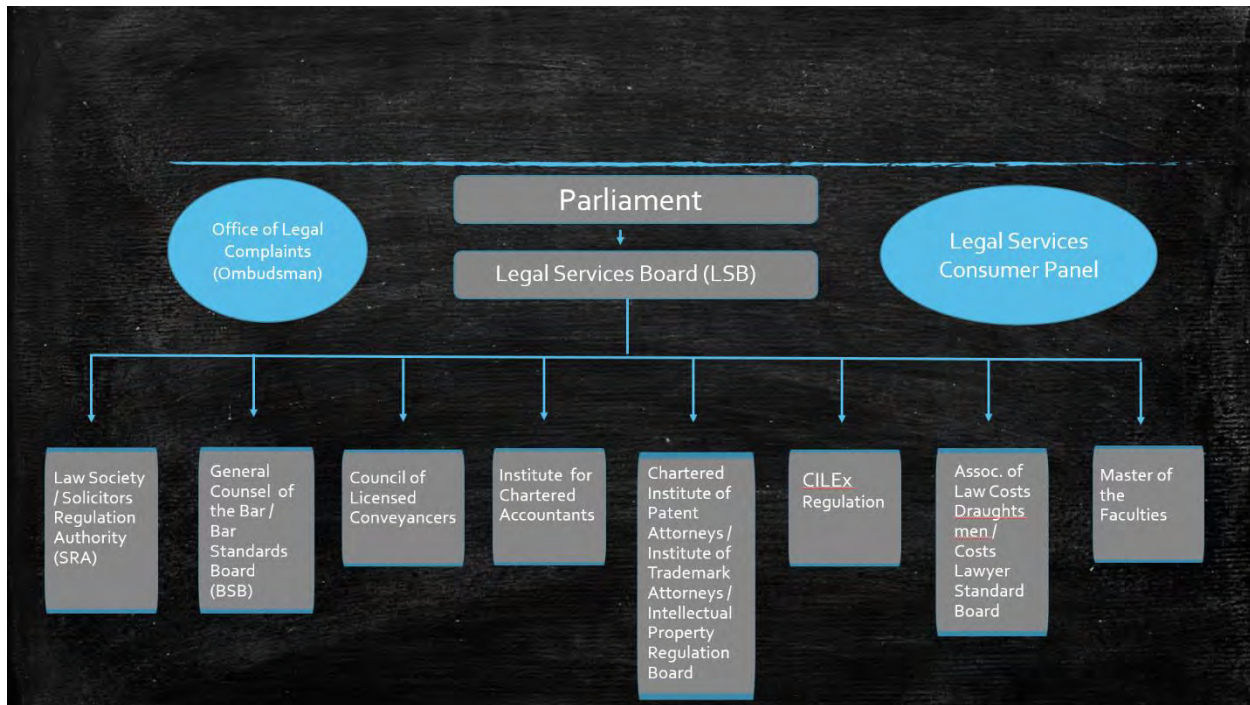 Parliament
Office of Legal
Complaints
(Ombudsman)
Legal Services Board (LSB)
Legal Services
Consumer Panel
Law Society
/ Solicitors
Regulation
Authority
(SRA)
General
Counsel of
the Bar /
Bar
Standards
Board
(BSB)
Council of
Licensed
Conveyancers
Institute for
Chartered
Accountants
Chartered
Institute of
Patent
Attorneys /
Institute of
Trademark
Attorneys /
Intellectual
Property
Regulation
Board
CILEx
Regulation
Assoc. of
Law Costs
Draughts
men /
Costs
Lawyer
Standard
Board
Master of
the
Faculties